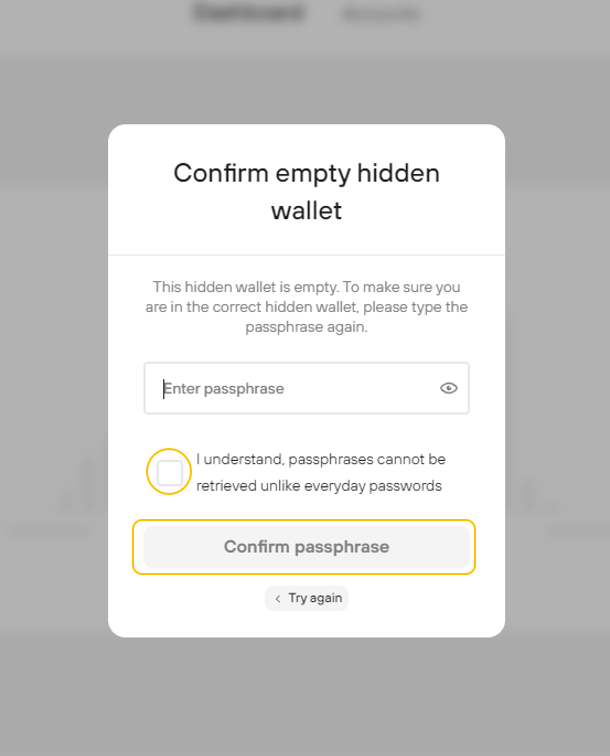 Dashboard Accounts
Confirm empty hidden
wallet
This hidden wallet is empty. To make sure you
are in the correct hidden wallet, please type the
passphrase again.
Enter passphrase
I understand, passphrases cannot be
retrieved unlike everyday passwords
Confirm passphrase
Try again